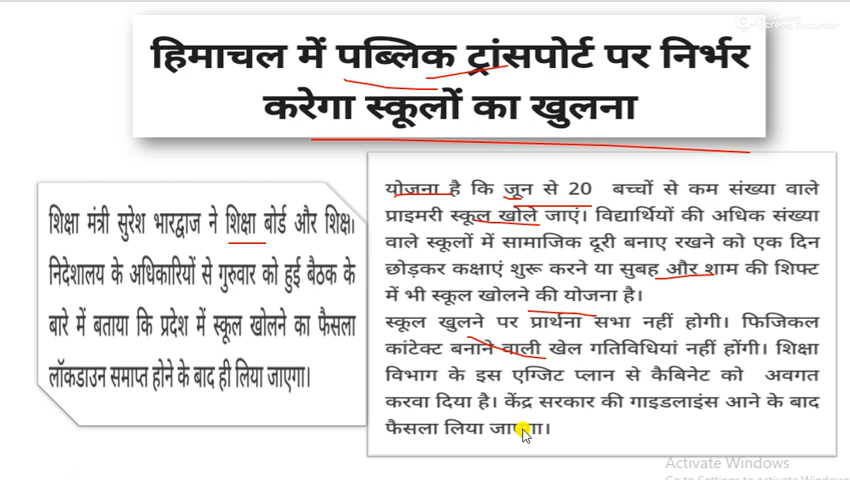 हिमाचल में पब्लिक ट्रांसपोर्ट पर निर्भर
करेगा स्कूलों का खुलना
शिक्षा मंत्री सुरेश भारद्वाज ने शिक्षा बोर्ड और शिक्षा
निदेशालय के अधिकारियों से गुरुवार को हुई बैठक के
बारे में बताया कि प्रदेश में स्कूल खोलने का फैसला
लॉकडाउन समाप्त होने के बाद ही लिया जाएगा।
योजना है कि जून से 20 बच्चों से कम संख्या वाले
प्राइमरी स्कूल खोले जाएं। विद्यार्थियों की अधिक संख्या
वाले स्कूलों में सामाजिक दूरी बनाए रखने को एक दिन
छोड़कर कक्षाएं शुरू करने या सुबह और शाम की शिफ्ट
में भी स्कूल खोलने की योजना है।
स्कूल खुलने पर प्रार्थना सभा नहीं होगी। फिजिकल
कांटेक्ट बनाने वाली खेल गतिविधियां नहीं होंगी। शिक्षा
विभाग के इस एग्जिट प्लान से कैबिनेट को अवगत
करवा दिया है। केंद्र सरकार की गाइडलाइंस आने के बाद
फैसला लिया जाएगा।
Activate Windows